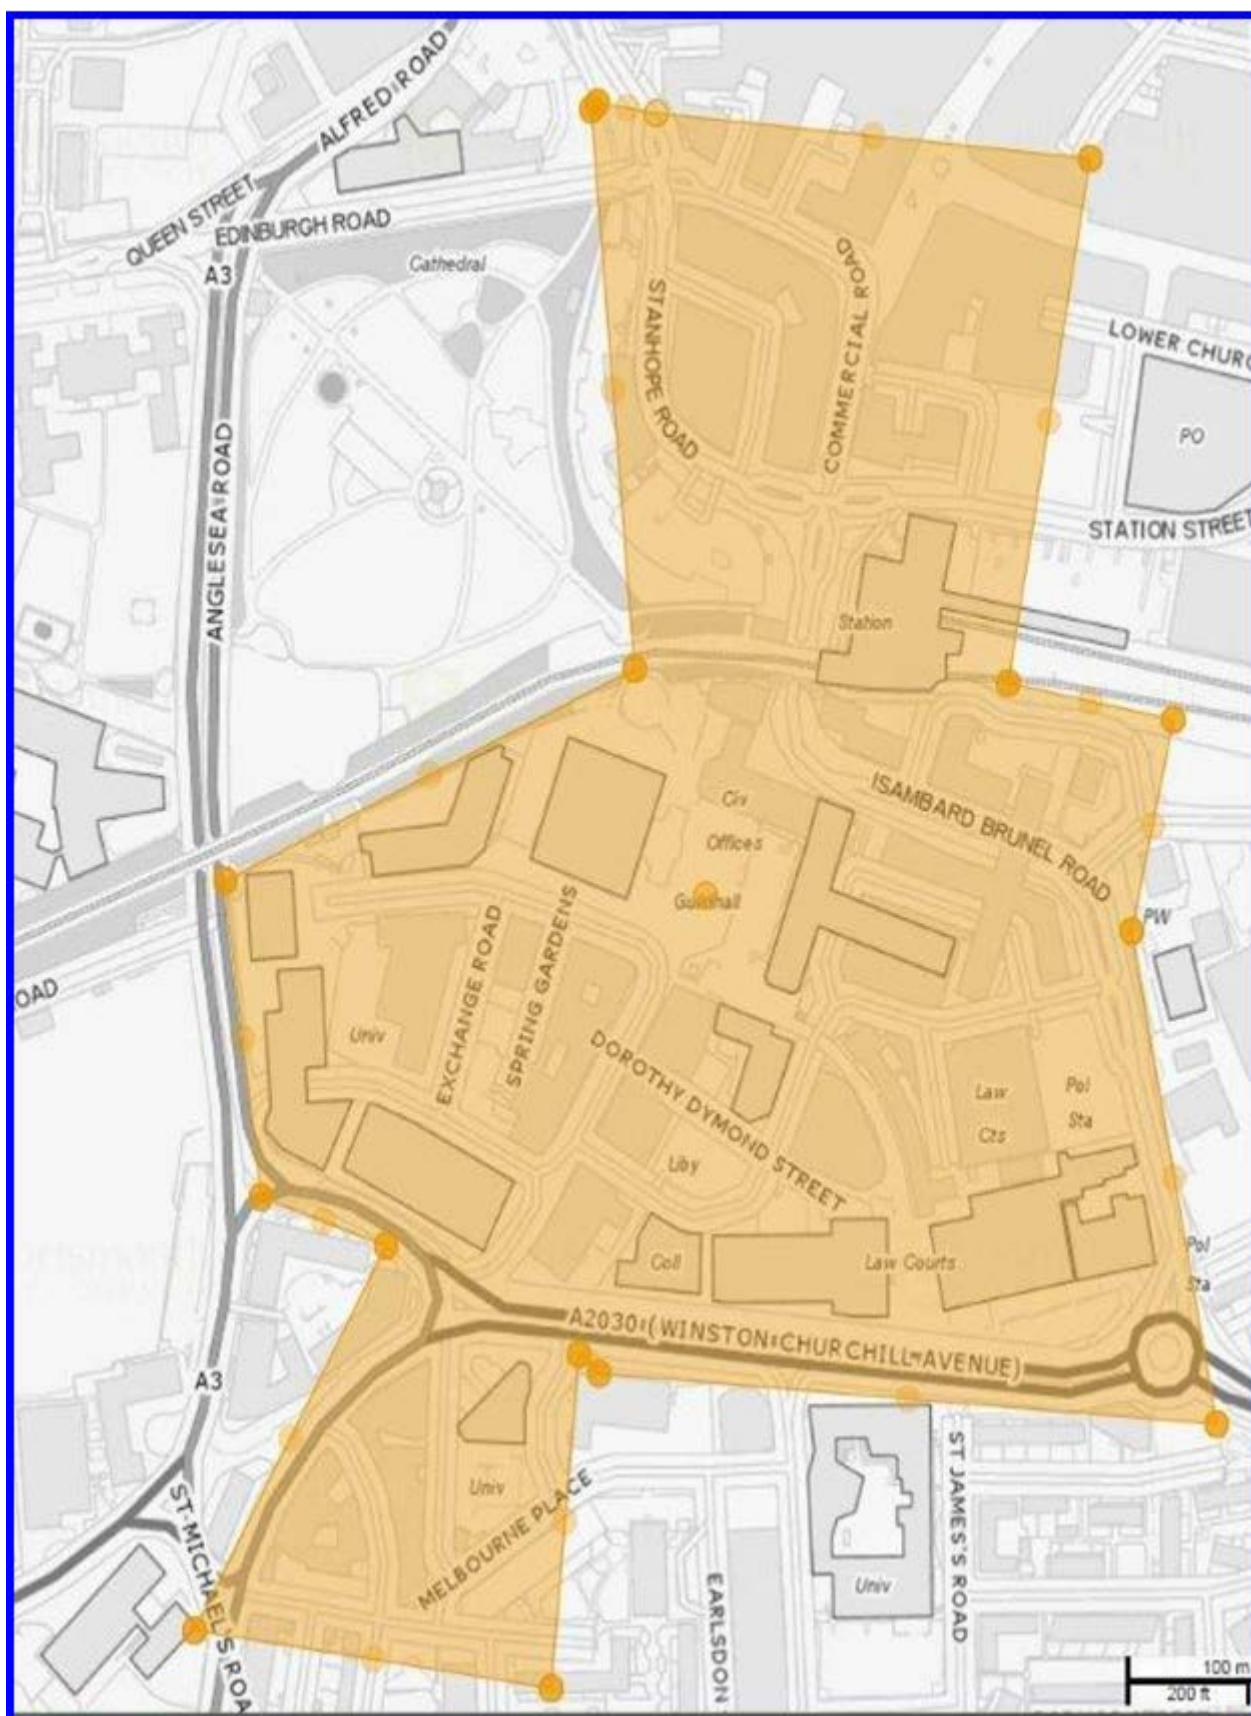 ALFRED ROAD
QUEEN STREET
EDINBURGH ROAD
A3
Cathedral
STANHOPE ROAD
COMMERCIAL ROAD
LOWER CHURC
PO
STATION STREET
ANGLESEA ROAD
Station
ISAMBARD BRUNEL ROAD
Civ
Offices
Guildhall
PW
OAD
EXCHANGE ROAD
SPRING GARDENS
Univ
DOROTHY DYMOND STREET
Law
Cts
Pol
Sta
Liby
Coll
Law Courts
Pol
Sta
A2030 (WINSTON CHURCHILL AVENUE)
A3
ST MICHAEL'S ROA
Univ
MELBOURNE PLACE
EARLSDON
Univ
ST JAMES'S ROAD
100 m
200 ft